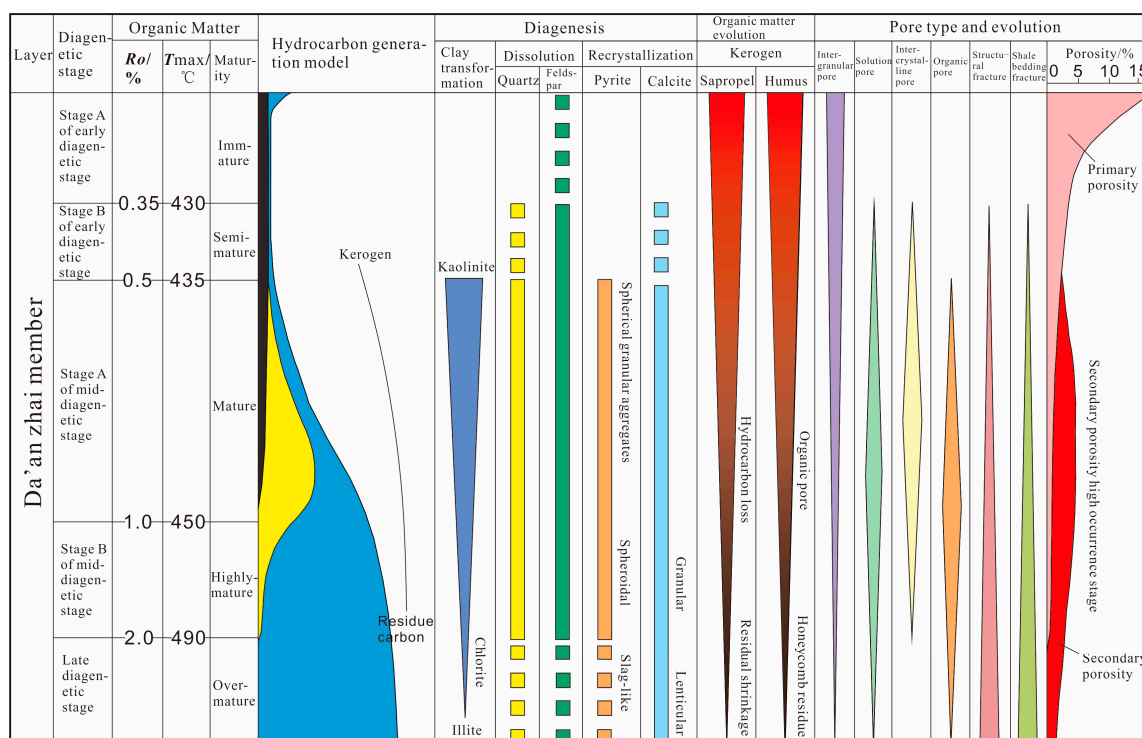 Layer
Diagen-
etic
stage
Organic Matter
Ro/
%
Tmax/
℃
Matur-
ity
Hydrocarbon genera-
tion model
Diagenesis
Clay
transfor-
mation
Dissolution
Quartz
Felds-
par
Recrystallization
Pyrite
Calcite
Organic matter
evolution
Kerogen
Sapropel
Humus
Pore type and evolution
Inter-
granular
pore
Solution
pore
Inter-
crystal-
line
pore
Organic
pore
Structu-
ral
fracture
Shale
bedding
fracture
Porosity/%
0 5 10 15
Da'an zhai member
Stage A
of early
diagen-
etic
stage
Imm-
ature
0.35
430
Stage B
of early
diagen-
etic
stage
Semi-
mature
0.5
435
Stage A
of mid-
diagen-
etic
stage
Mature
1.0
450
Stage B
of mid-
diagen-
etic
stage
Highly-
mature
2.0
490
Late
diagen-
etic
stage
Over-
mature
Kerogen
Residue
carbon
Kaolinite
Chlorite
Illite
Spherical granular aggregates
Spheroidal
Slag-like
Granular
Lenticular
Hydrocarbon loss
Residual shrinkage
Organic pore
Honeycomb residue
Primary
porosity
Secondary porosity high occurrence stage
Secondary
porosity